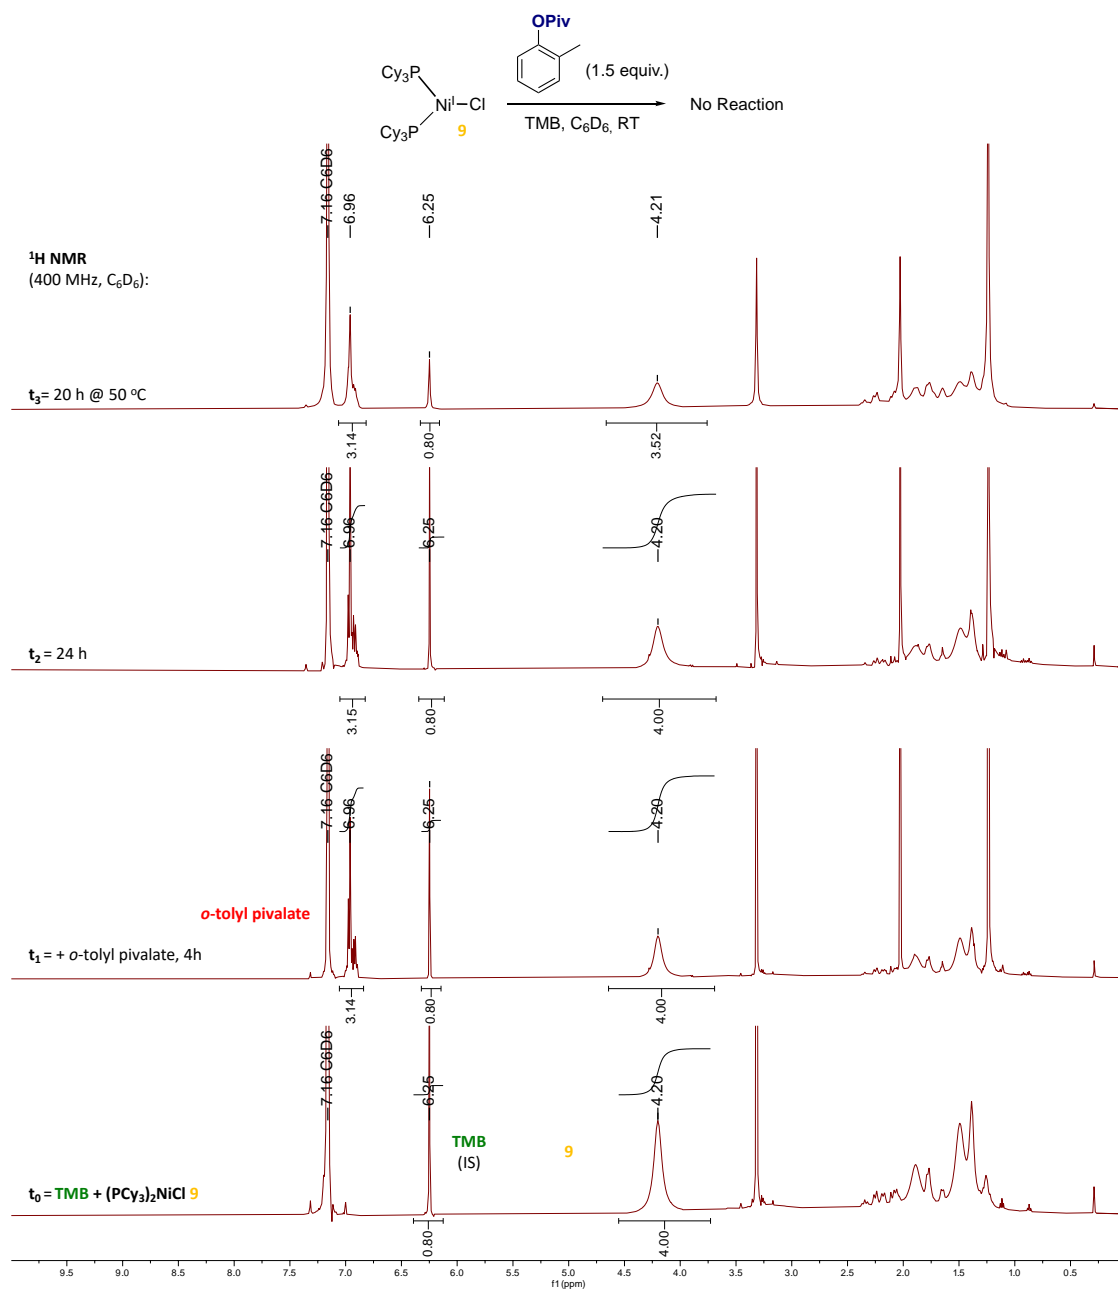 OPiv
Cy₃P
Niᴵ
Cl
Cy₃P
9
(1.5 equiv.)
TMB, C₆D₆, RT
No Reaction
7.16 C6D6
6.96
6.25
4.21
¹H NMR
(400 MHz, C₆D₆):
t₃= 20 h @ 50 ºC
3.14
0.80
3.52
7.16 C6D6
6.96
6.25
4.20
t₂ = 24 h
3.15
0.80
4.00
7.16 C6D6
6.96
6.25
4.20
o-tolyl pivalate
t₁ = + o-tolyl pivalate, 4h
3.14
0.80
4.00
7.16 C6D6
6.25
4.20
TMB
(IS)
9
t₀ = TMB + (PCy₃)₂NiCl 9
0.80
4.00
9.5 9.0 8.5 8.0 7.5 7.0 6.5 6.0 5.5 5.0 4.5 4.0 3.5 3.0 2.5 2.0 1.5 1.0 0.5
f1 (ppm)